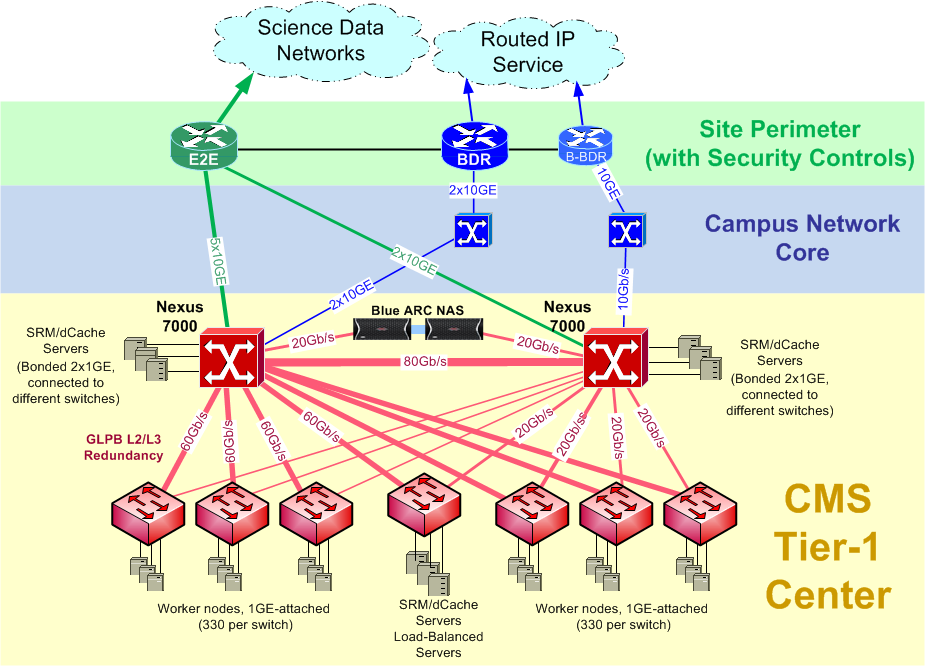 Science Data
Networks
Routed IP
Service
E2E
BDR
B-BDR
Site Perimeter
(with Security Controls)
2x10GE
10GE
Campus Network
Core
5x10GE
2x10GE
2x10GE
10Gb/s
Nexus
7000
Blue ARC NAS
Nexus
7000
SRM/dCache
Servers
(Bonded 2x1GE,
connected to
different switches)
20Gb/s
20Gb/s
80Gb/s
SRM/dCache
Servers
(Bonded 2x1GE,
connected to
different switches)
GLPB L2/L3
Redundancy
60Gb/s
60Gb/s
60Gb/s
60Gb/s
20Gb/s
20Gb/s
20Gb/s
20Gb/s
CMS
Tier-1
Center
Worker nodes, 1GE-attached
(330 per switch)
SRM/dCache
Servers
Load-Balanced
Servers
Worker nodes, 1GE-attached
(330 per switch)